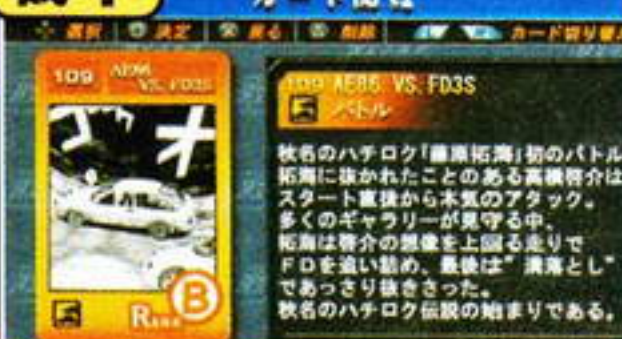 選択 決定 戻る 削除 カード切り替え
109 AE86 VS. FD3S
ゴ オ
Rank B
109 AE86 VS. FD3S
バトル
秋名のハチロク「藤原拓海」初のバトル
拓海に抜かれたことのある高橋啓介は
スタート直後から本気のアタック。
多くのギャラリーが見守る中、
拓海は啓介の想像を上回る走りで
FDを追い詰め、最後は"溝落とし"
であっさり抜きさった。
秋名のハチロク伝説の始まりである。